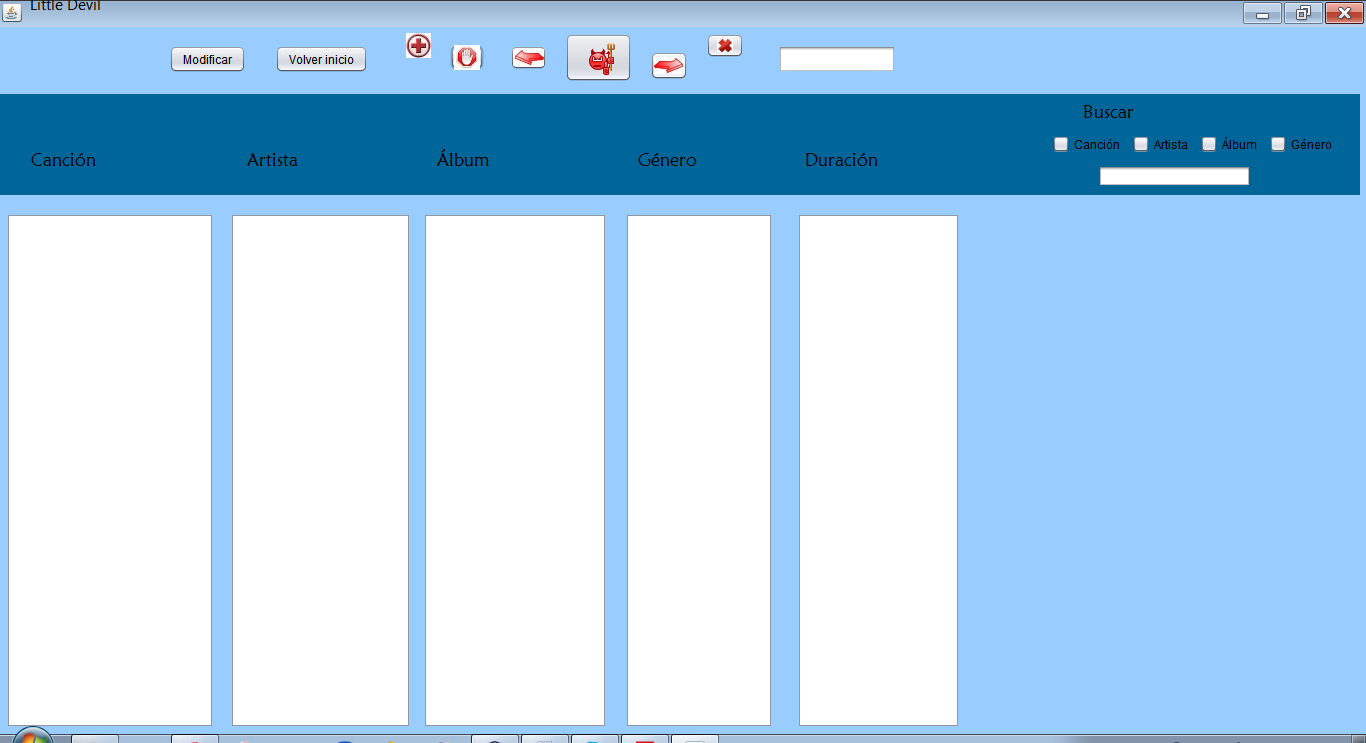 Little Devil
Modificar
Volver inicio
Buscar
Canción
Artista
Álbum
Género
Canción
Artista
Álbum
Género
Duración